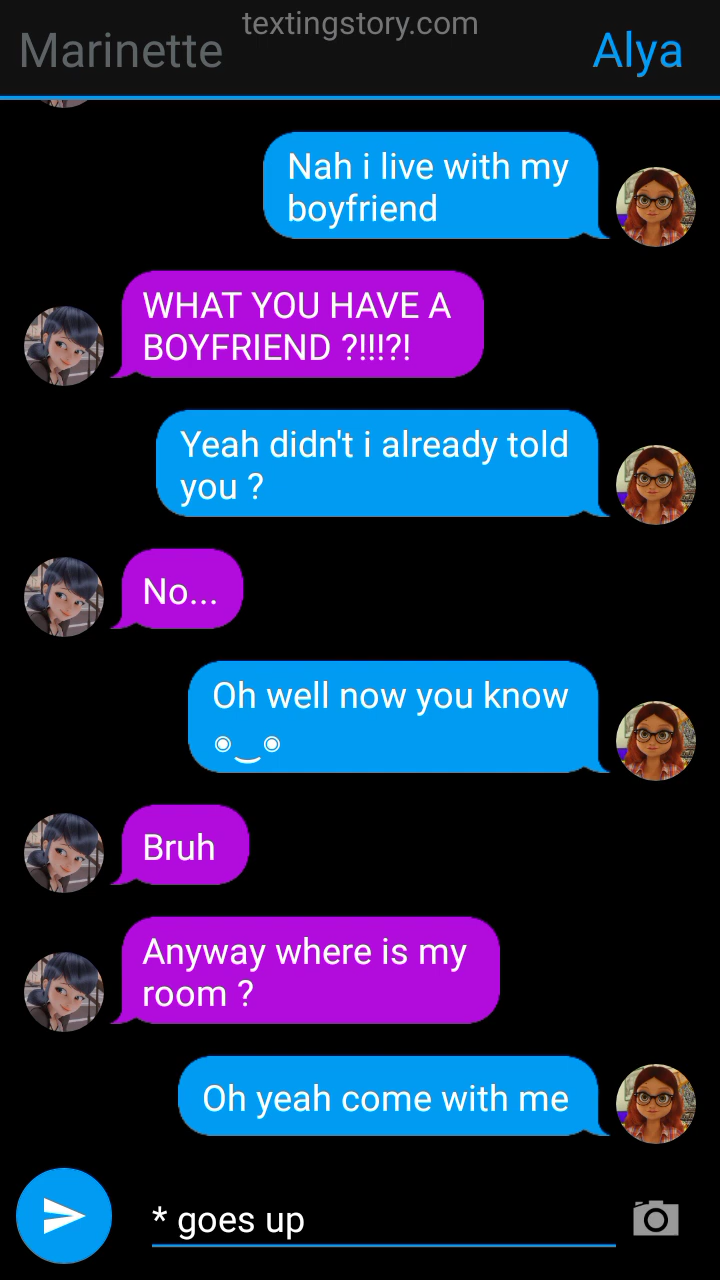 textingstory.com
Marinette
Alya
Nah i live with my
boyfriend
WHAT YOU HAVE A
BOYFRIEND ?!!!?!
Yeah didn't i already told
you ?
No...
Oh well now you know
◉‿◉
Bruh
Anyway where is my
room ?
Oh yeah come with me
* goes up